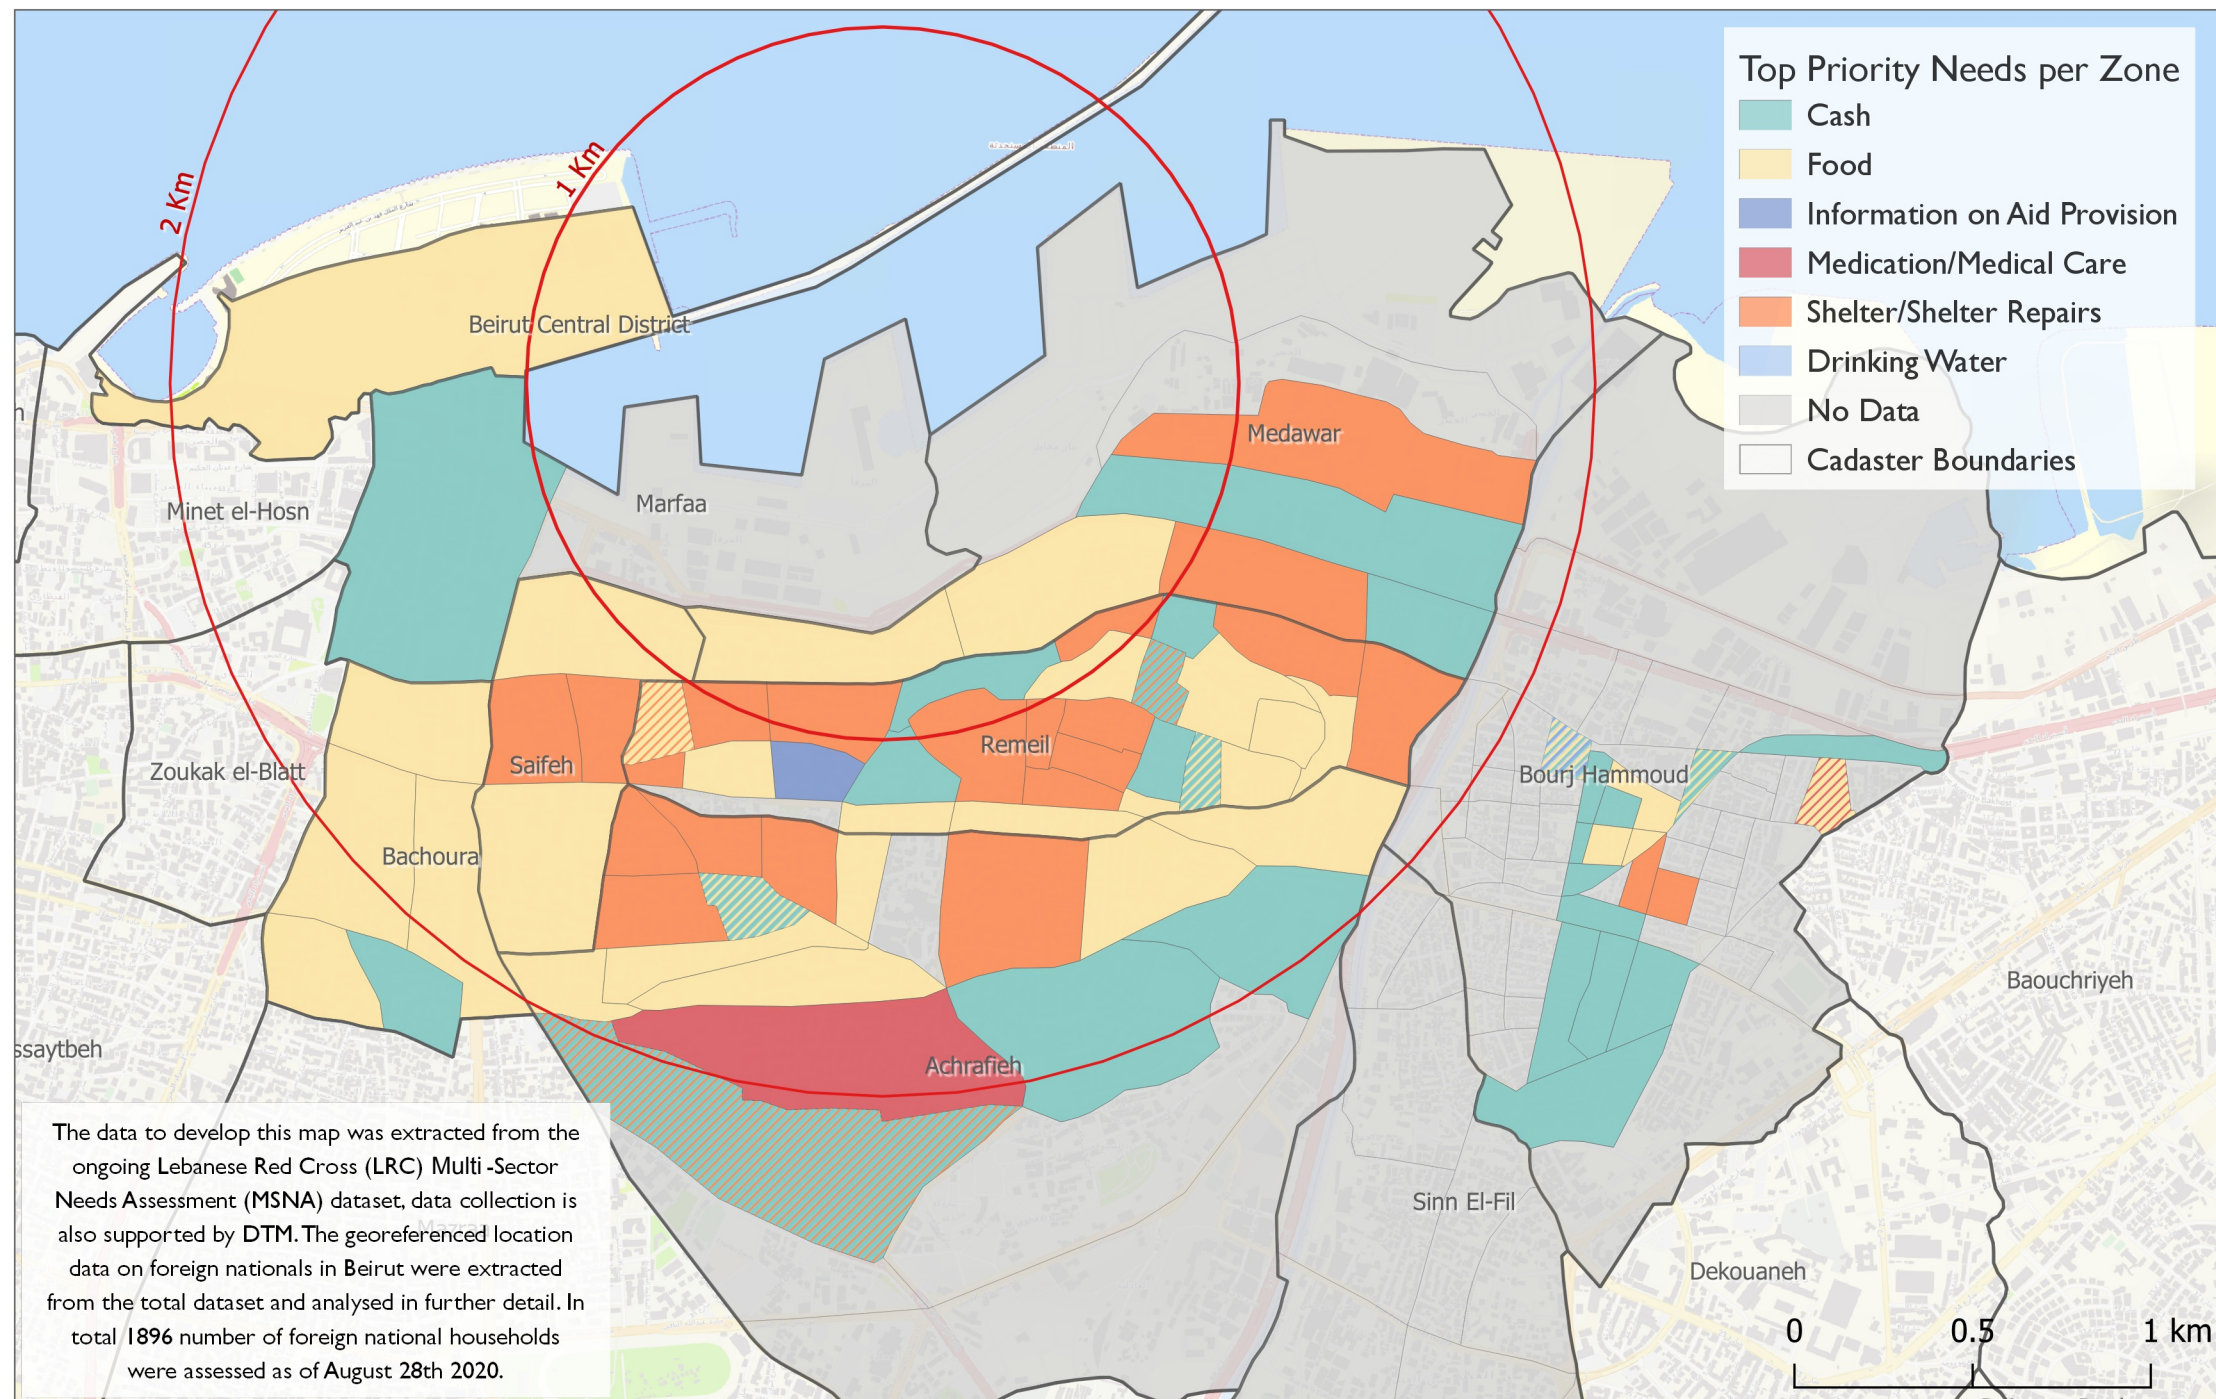 Top Priority Needs per Zone
Cash
Food
Information on Aid Provision
Medication/Medical Care
Shelter/Shelter Repairs
Drinking Water
No Data
Cadaster Boundaries
1 Km
2 Km
Beirut Central District
Medawar
Minet el-Hosn
Marfaa
Saifeh
Remeil
Zoukak el-Blatt
Bourj Hammoud
Bachoura
Baouchriyeh
ssaytbeh
Achrafieh
Sinn El-Fil
Mazraa
Dekouaneh
The data to develop this map was extracted from the
ongoing Lebanese Red Cross (LRC) Multi -Sector
Needs Assessment (MSNA) dataset, data collection is
also supported by DTM. The georeferenced location
data on foreign nationals in Beirut were extracted
from the total dataset and analysed in further detail. In
total 1896 number of foreign national households
were assessed as of August 28th 2020.
0 0.5 1 km